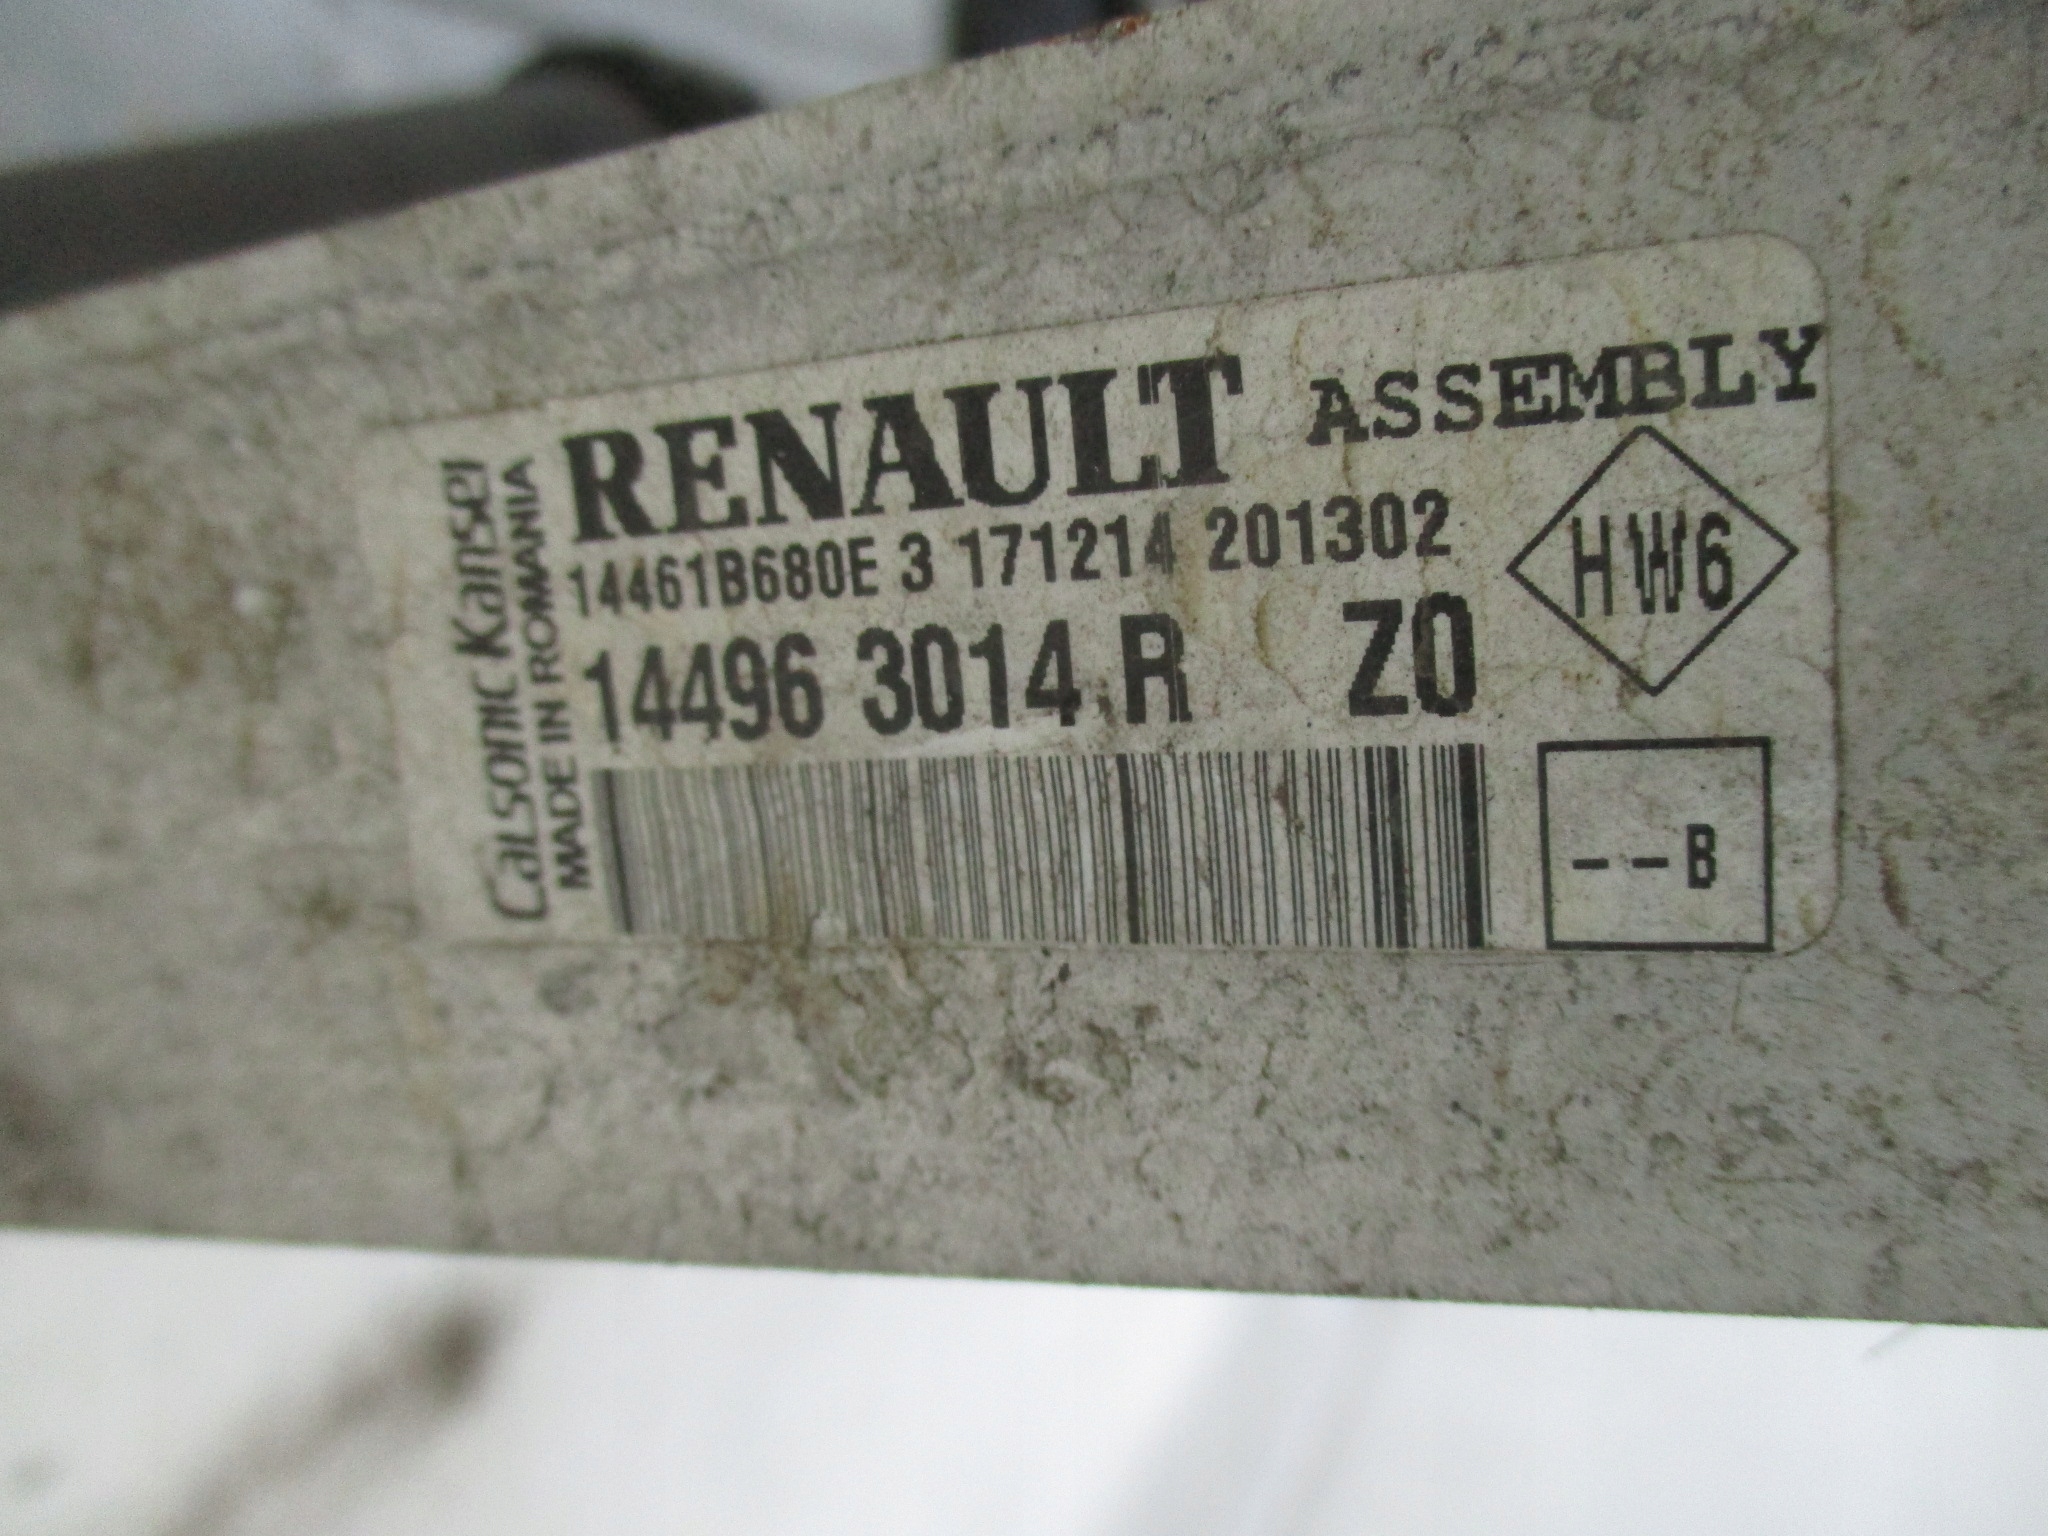 RENAULT ASSEMBLY
14461B680E 3 171214 201302
14496 3014 R Z0
HW6
--B
Calsonic Kansei
MADE IN ROMANIA